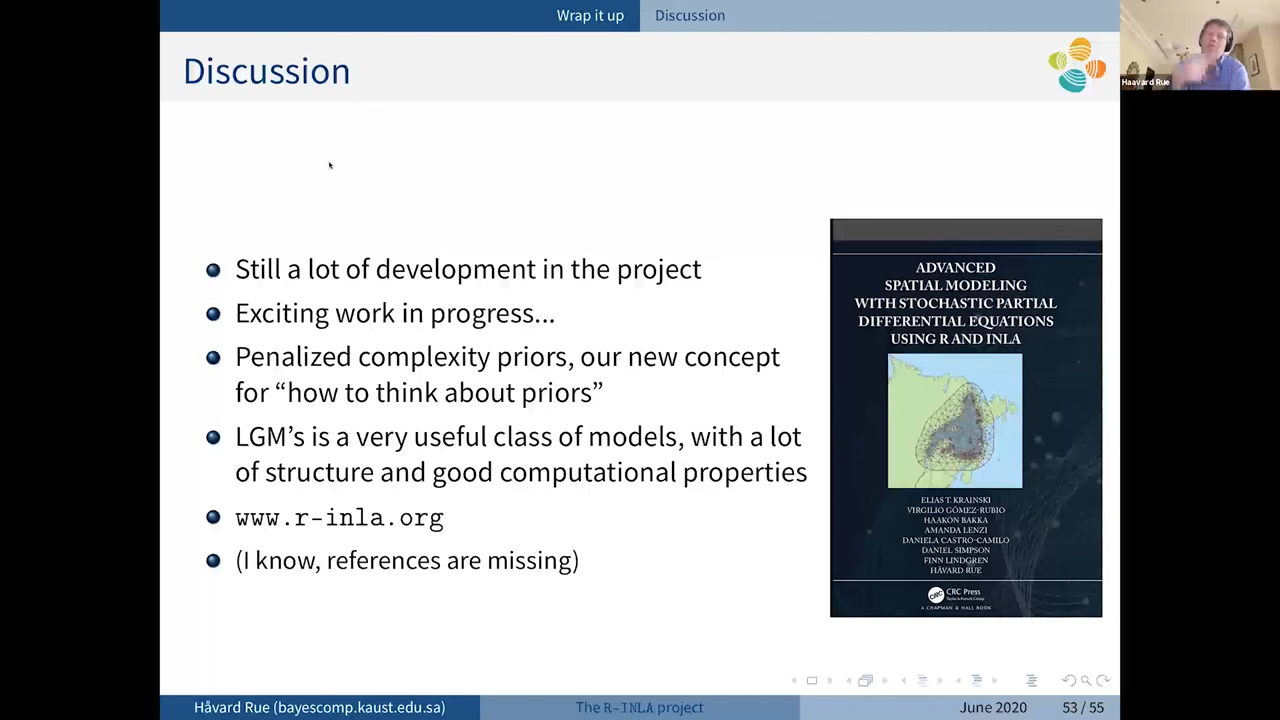 Wrap it up
Discussion
Discussion
Haavard Rue
Still a lot of development in the project
Exciting work in progress...
Penalized complexity priors, our new concept
for “how to think about priors”
LGM’s is a very useful class of models, with a lot
of structure and good computational properties
www.r-inla.org
(I know, references are missing)
ADVANCED
SPATIAL MODELING
WITH STOCHASTIC PARTIAL
DIFFERENTIAL EQUATIONS
USING R AND INLA
ELIAS T. KRAINSKI
VIRGILIO GÓMEZ-RUBIO
HAAKON BAKKA
AMANDA LENZI
DANIELA CASTRO-CAMILO
DANIEL SIMPSON
FINN LINDGREN
HÅVARD RUE
CRC
CRC Press
Taylor & Francis Group
A CHAPMAN & HALL BOOK
Håvard Rue (bayescomp.kaust.edu.sa)
The R-INLA project
June 2020
53 / 55